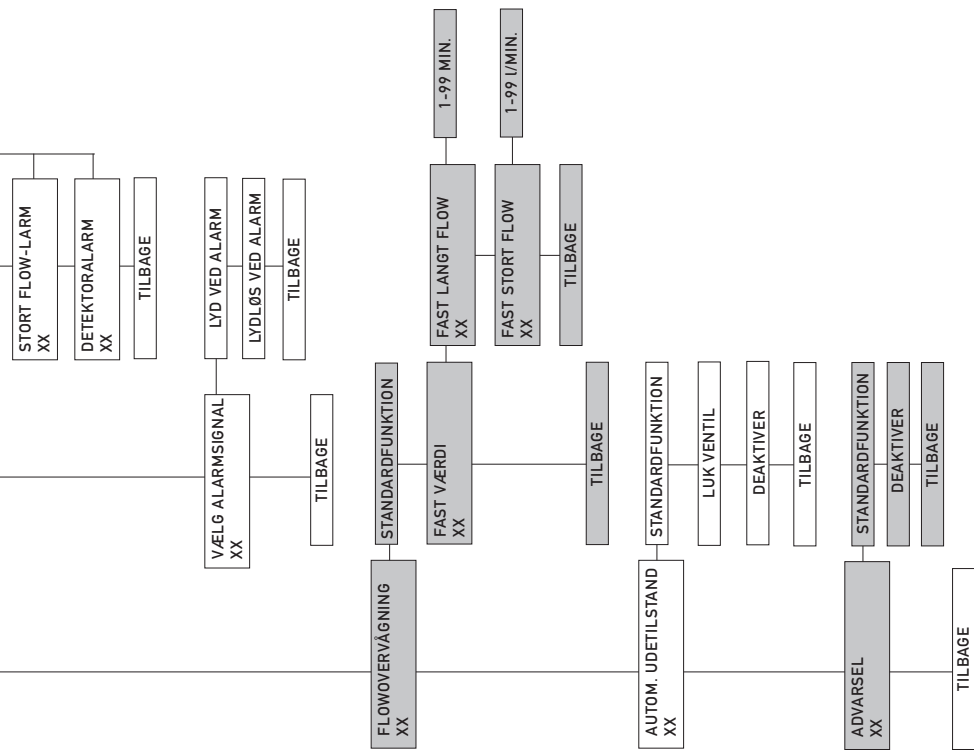 STORT FLOW-LARM
XX
DETEKTORALARM
XX
TILBAGE
VÆLG ALARMSIGNAL
XX
LYD VED ALARM
LYDLØS VED ALARM
TILBAGE
TILBAGE
FLOWOVERVÅGNING
XX
STANDARDFUNKTION
FAST VÆRDI
XX
FAST LANGT FLOW
XX
1-99 MIN.
FAST STORT FLOW
XX
1-99 l/MIN.
TILBAGE
TILBAGE
AUTOM. UDETILSTAND
XX
STANDARDFUNKTION
LUK VENTIL
DEAKTIVER
TILBAGE
ADVARSEL
XX
STANDARDFUNKTION
DEAKTIVER
TILBAGE
TILBAGE